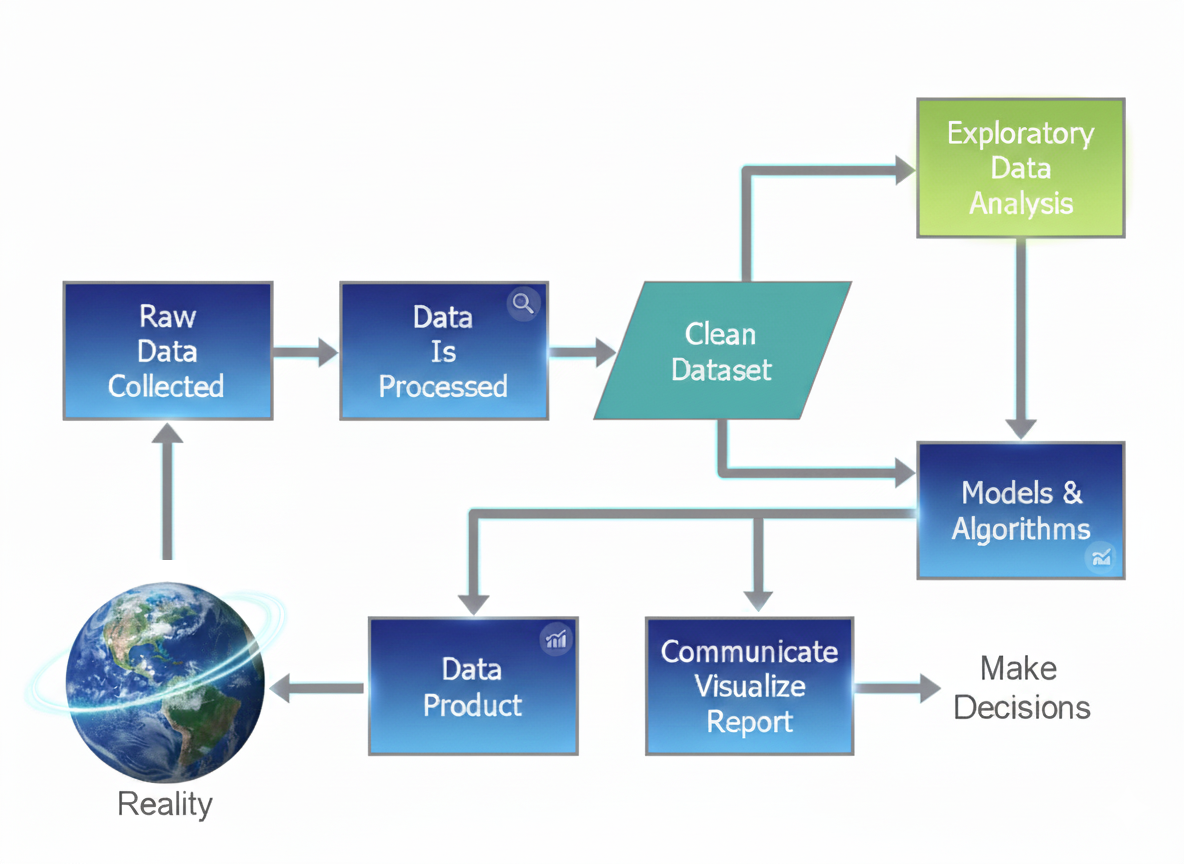 Exploratory
Data
Analysis
Raw
Data
Collected
Data
Is
Processed
Clean
Dataset
Models &
Algorithms
Data
Product
Communicate
Visualize
Report
Make
Decisions
Reality